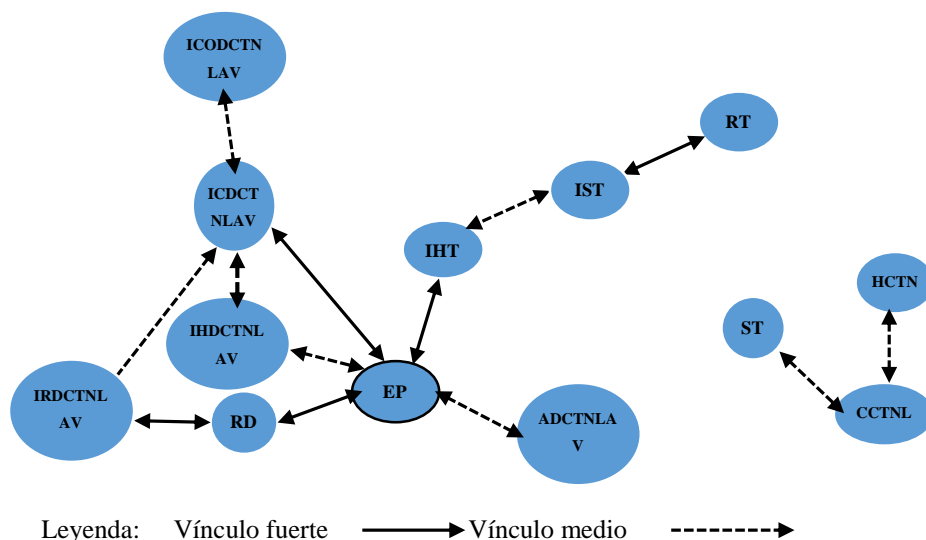 ICODCTN
LAV
RT
ICDCT
NLAV
IST
IHT
HCTN
ST
IHDCTNL
AV
EP
IRDCTNL
AV
RD
ADCTNLA
V
CCTNL
Leyenda: Vínculo fuerte Vínculo medio